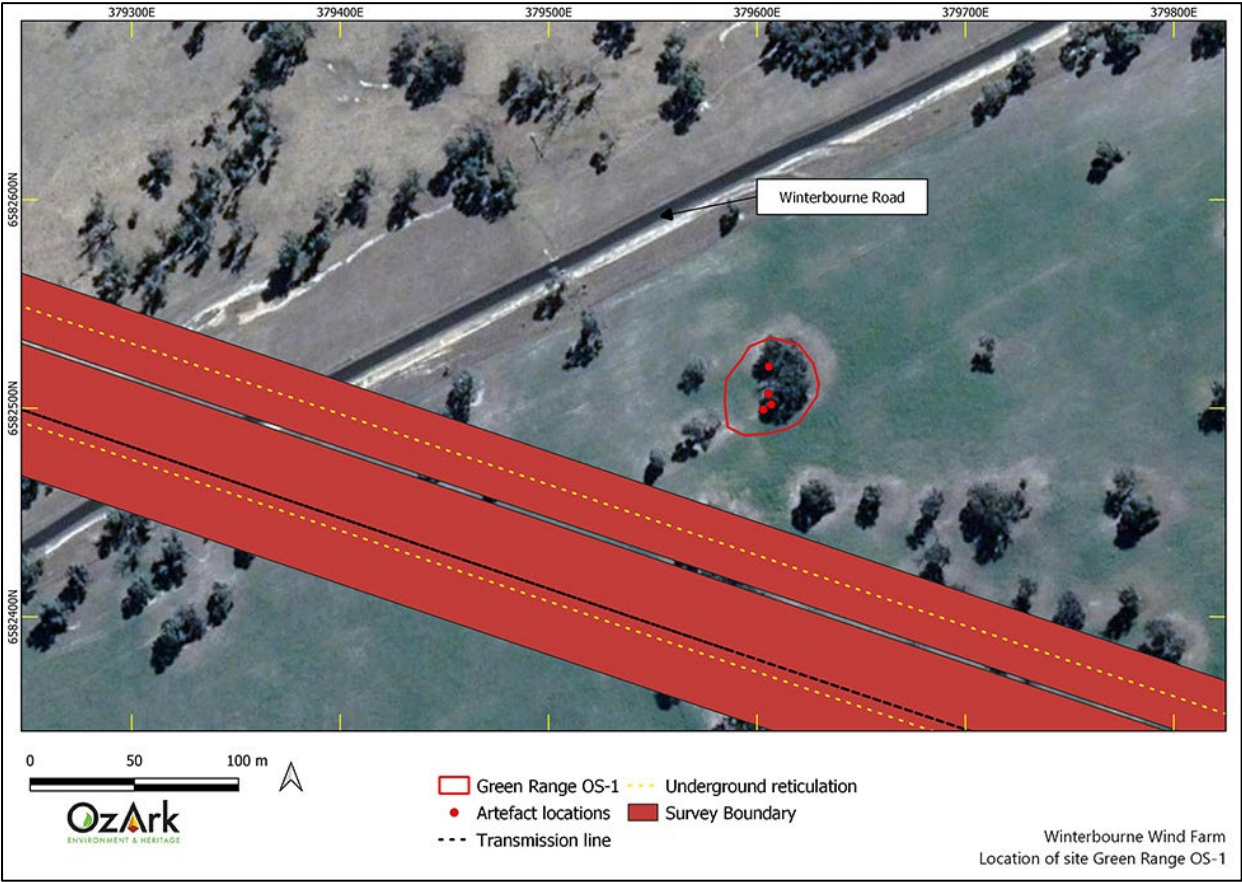 379300E 379400E 379500E 379600E 379700E 379800E
6582600N
6582500N
6582400N
Winterbourne Road
0 50 100 m
OzArk
ENVIRONMENT & HERITAGE
Green Range OS-1
Artefact locations
Transmission line
Underground reticulation
Survey Boundary
Winterbourne Wind Farm
Location of site Green Range OS-1